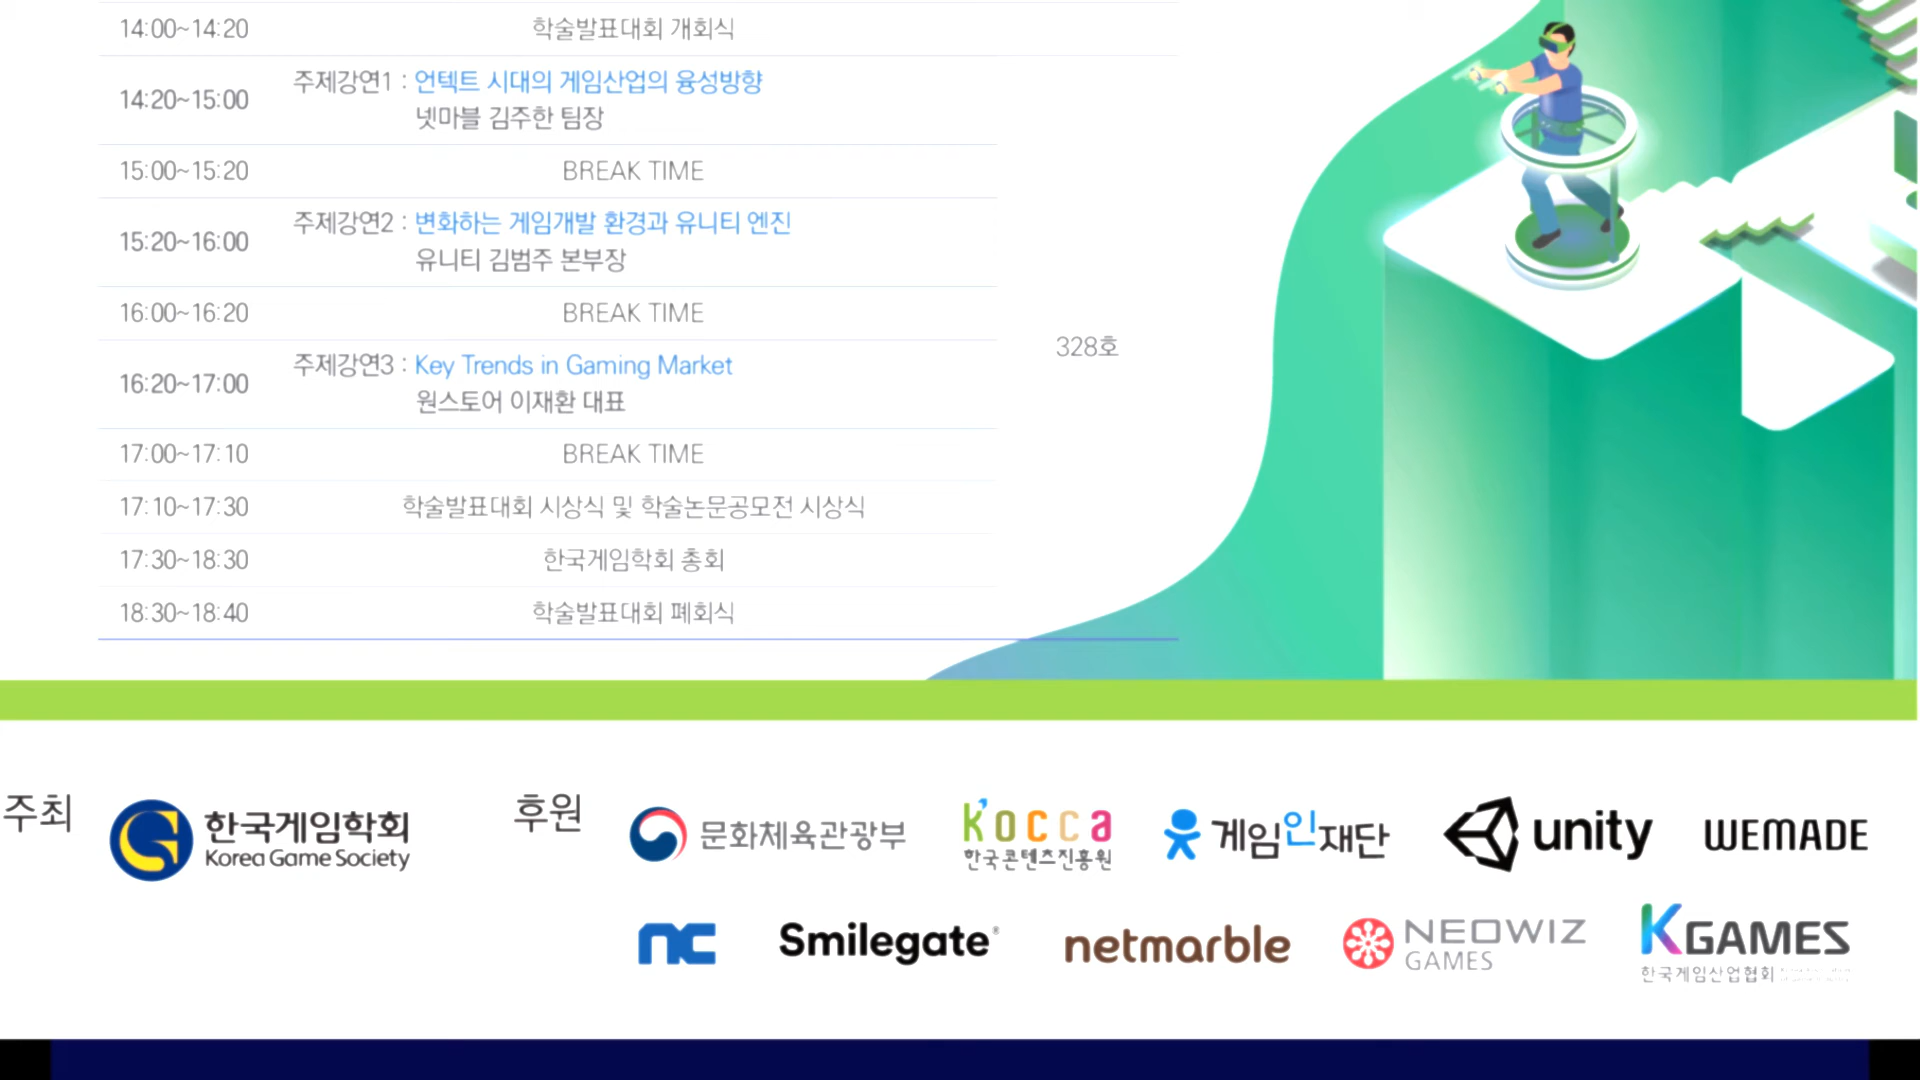 14:00~14:20 학술발표대회 개회식
14:20~15:00 주제강연1 : 언텍트 시대의 게임산업의 융성방향
넷마블 김주한 팀장
15:00~15:20 BREAK TIME
15:20~16:00 주제강연2 : 변화하는 게임개발 환경과 유니티 엔진
유니티 김범주 본부장
16:00~16:20 BREAK TIME
328호
16:20~17:00 주제강연3 : Key Trends in Gaming Market
원스토어 이재환 대표
17:00~17:10 BREAK TIME
17:10~17:30 학술발표대회 시상식 및 학술논문공모전 시상식
17:30~18:30 한국게임학회 총회
18:30~18:40 학술발표대회 폐회식
주최
한국게임학회
Korea Game Society
후원
문화체육관광부
kocca
한국콘텐츠진흥원
게임인재단
unity
WEMADE
nc
Smilegate®
netmarble
NEOWIZ
GAMES
KGAMES
한국게임산업협회